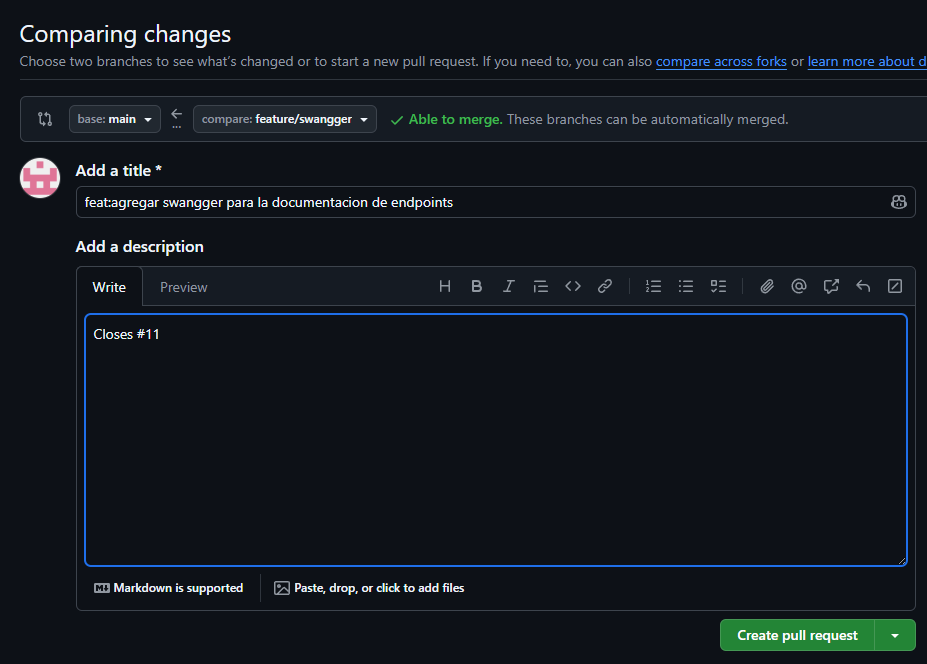 Comparing changes
Choose two branches to see what's changed or to start a new pull request. If you need to, you can also compare across forks or learn more about d
base: main
compare: feature/swangger
Able to merge. These branches can be automatically merged.
Add a title *
feat:agregar swangger para la documentacion de endpoints
Add a description
Write
Preview
Closes #11
Markdown is supported
Paste, drop, or click to add files
Create pull request